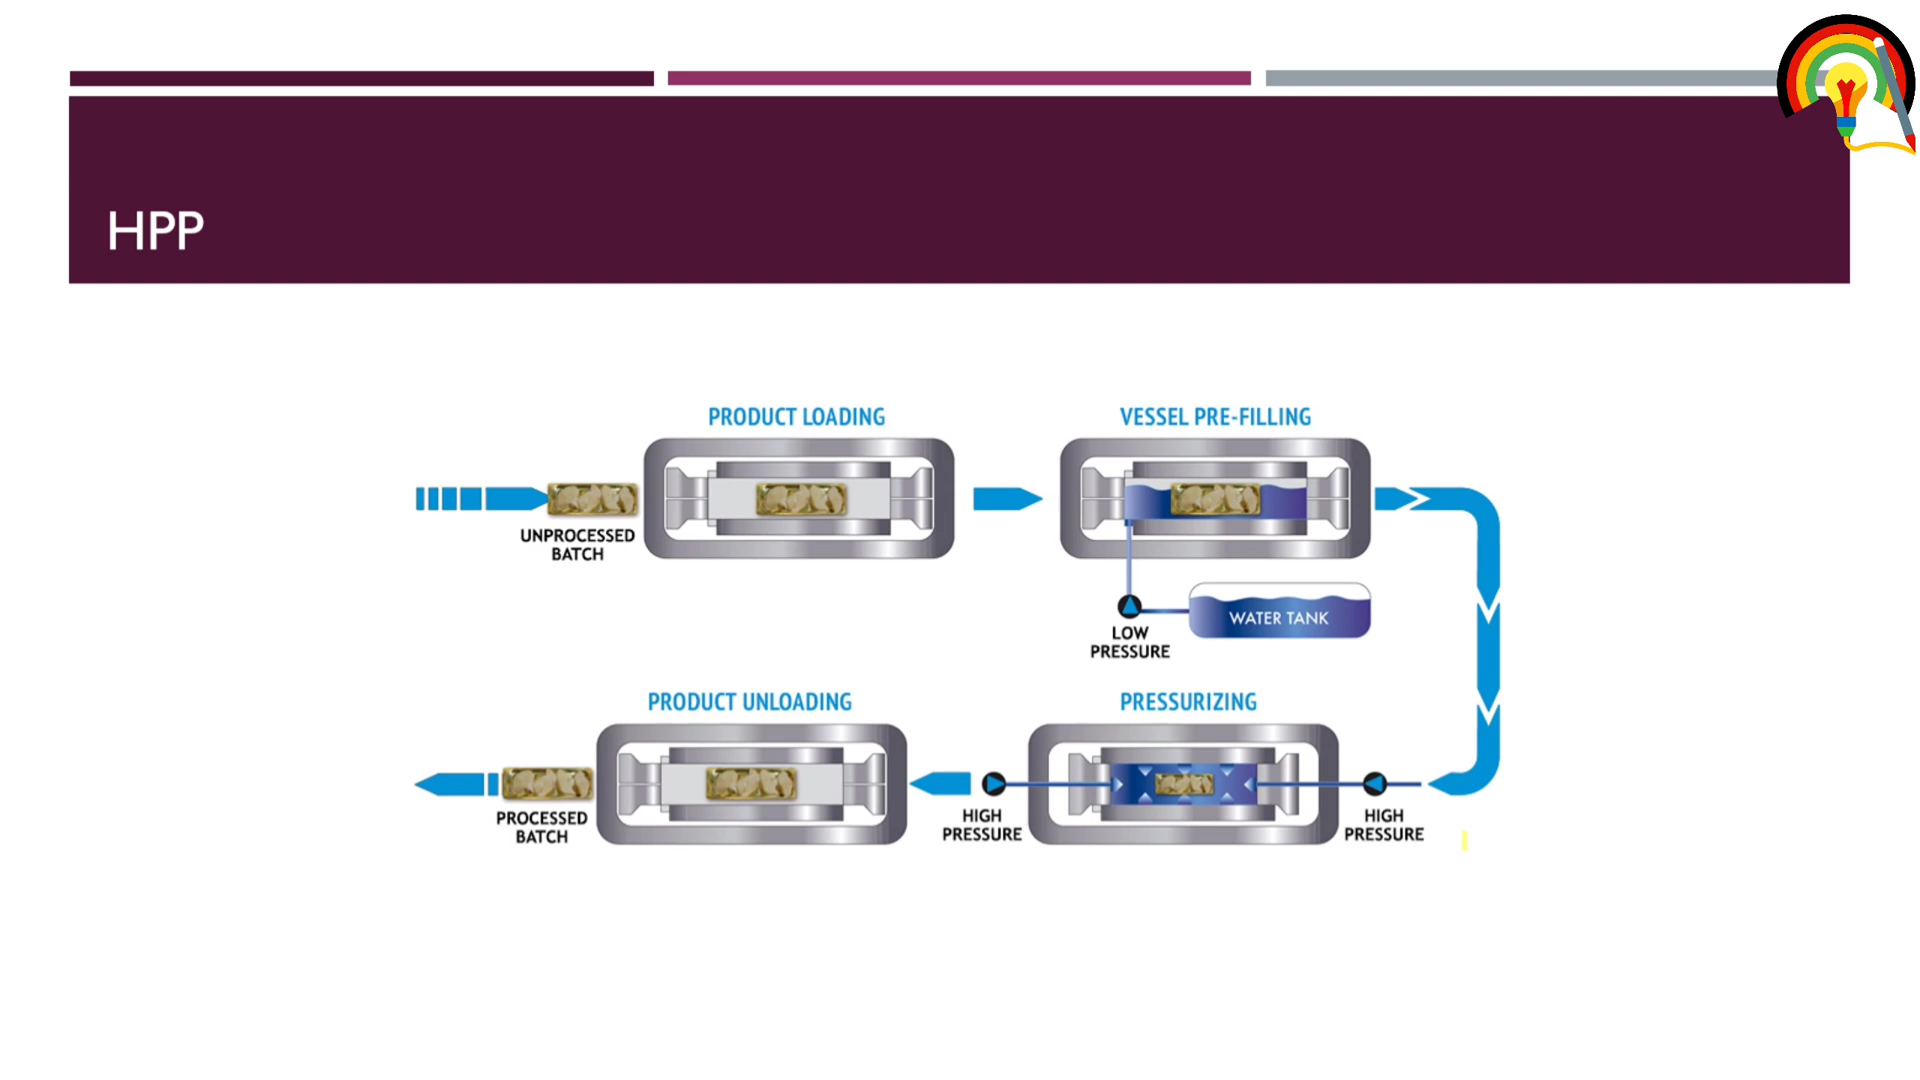 HPP
PRODUCT LOADING
VESSEL PRE-FILLING
UNPROCESSED
BATCH
WATER TANK
LOW
PRESSURE
PRODUCT UNLOADING
PRESSURIZING
PROCESSED
BATCH
HIGH
PRESSURE
HIGH
PRESSURE